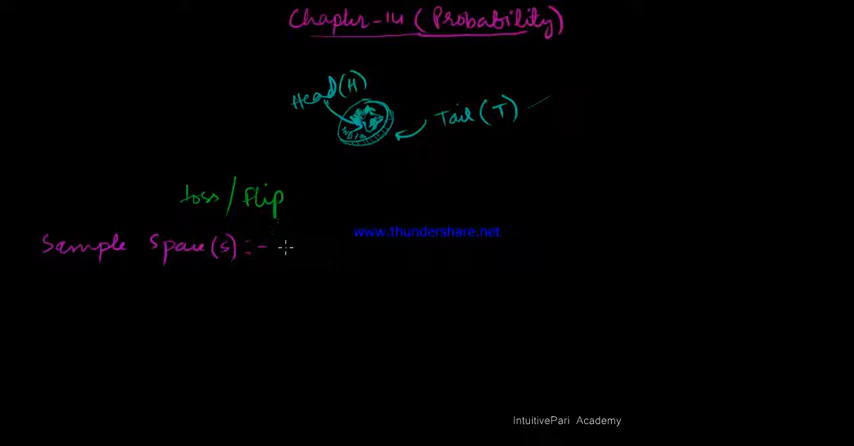 Chapter-14 (Probability)
Head(H)
Tail(T)
toss/flip
Sample Space(s):-
www.thundershare.net
IntuitivePari Academy